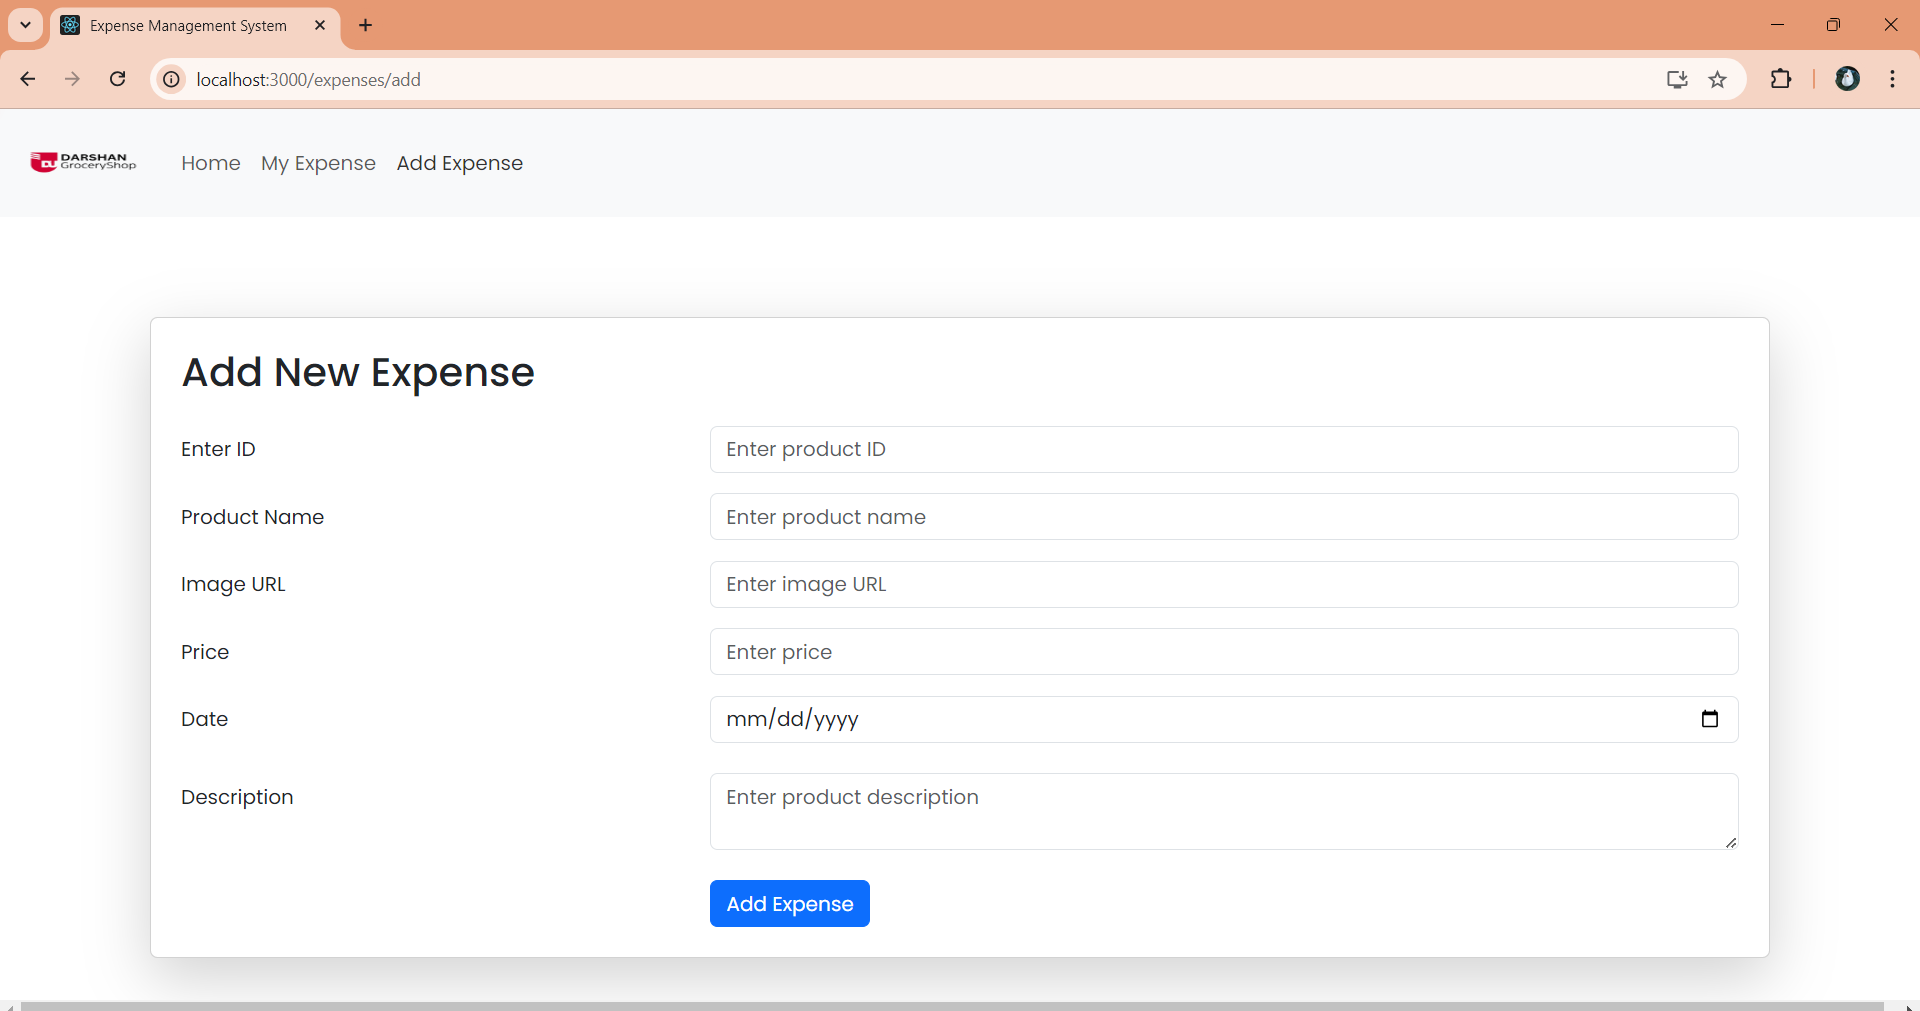 Expense Management System
localhost:3000/expenses/add
DU DARSHAN
GroceryShop
Home My Expense Add Expense
Add New Expense
Enter ID Enter product ID
Product Name Enter product name
Image URL Enter image URL
Price Enter price
Date mm/dd/yyyy
Description Enter product description
Add Expense